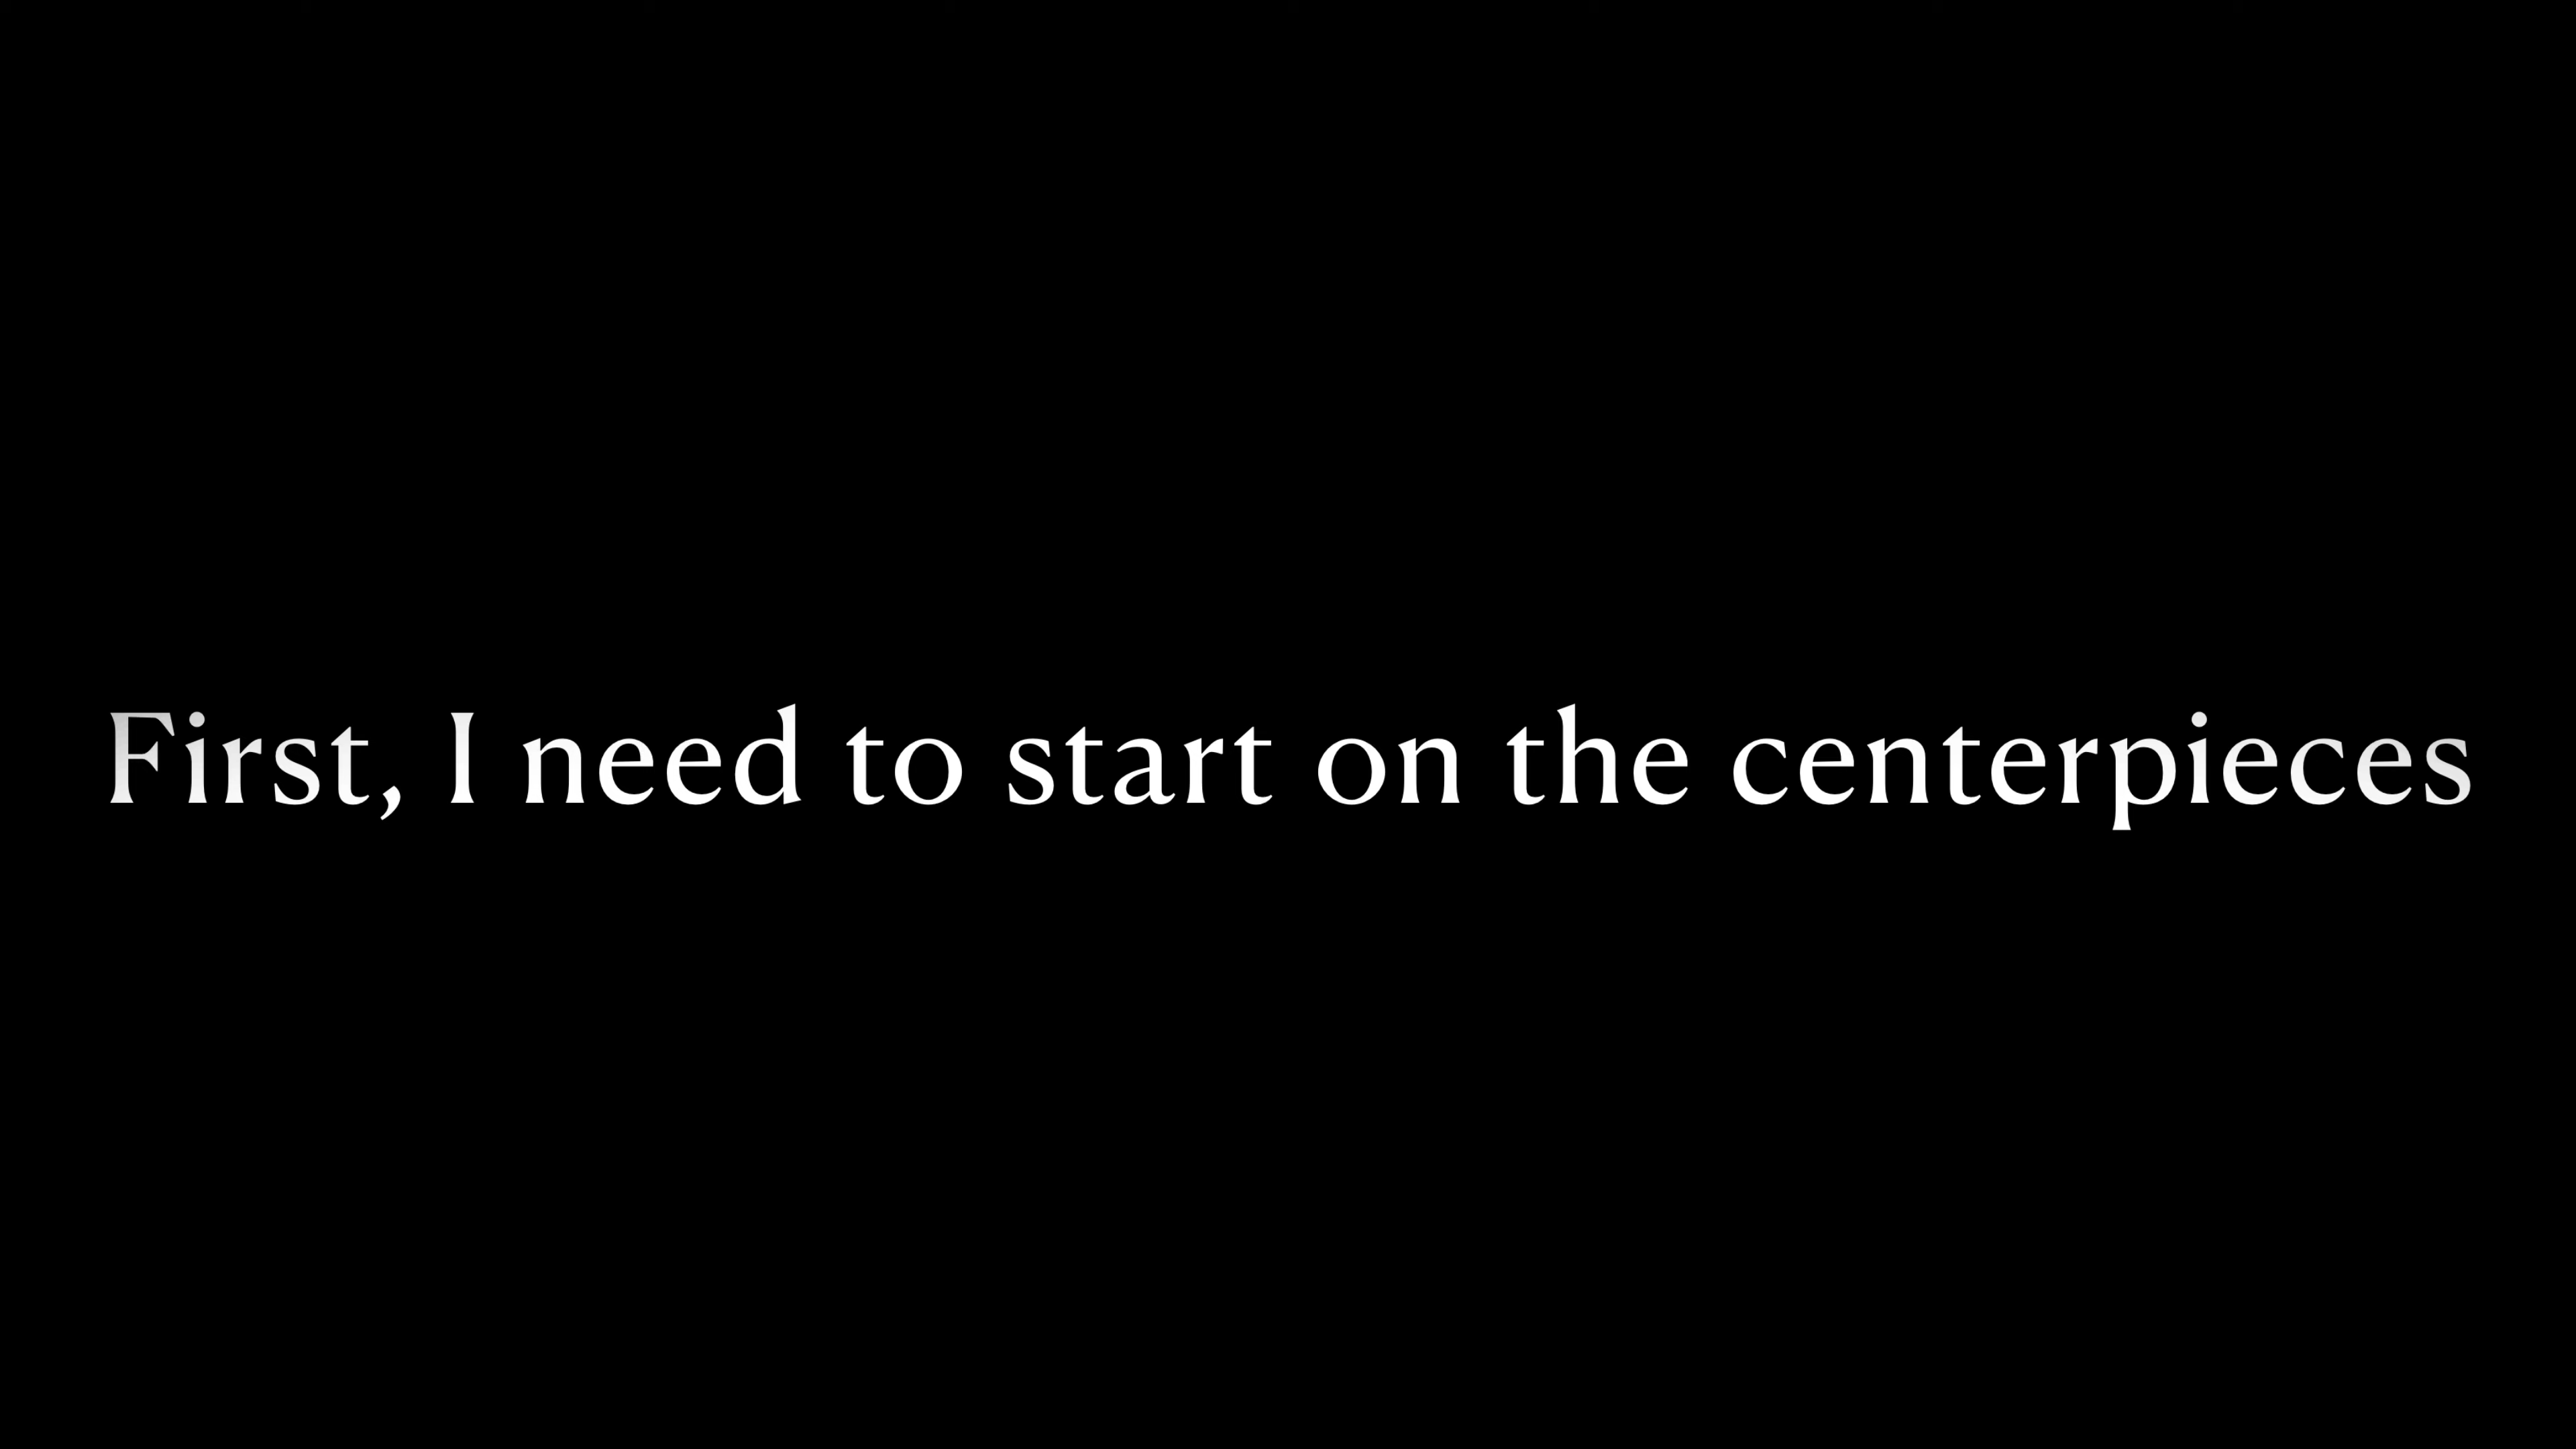 First, I need to start on the centerpieces